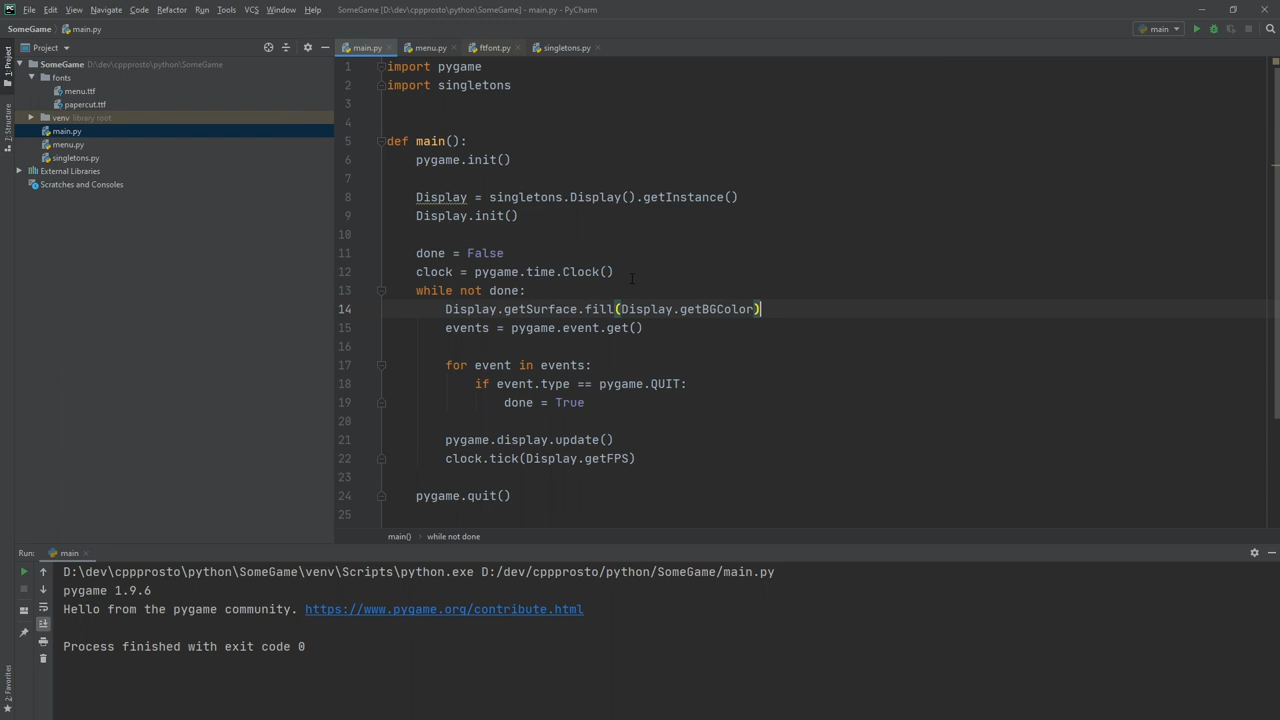 File Edit View Navigate Code Refactor Run Tools VCS Window Help SomeGame [D:\dev\cppprosto\python\SomeGame] - main.py - PyCharm
SomeGame main.py main
Project main.py menu.py ftfont.py singletons.py
1: Project
SomeGame D:\dev\cppprosto\python\SomeGame
fonts
menu.ttf
papercut.ttf
venv library root
main.py
menu.py
singletons.py
External Libraries
Scratches and Consoles
7: Structure
1 import pygame
2 import singletons
3
4
5 def main():
6 pygame.init()
7
8 Display = singletons.Display().getInstance()
9 Display.init()
10
11 done = False
12 clock = pygame.time.Clock()
13 while not done:
14 Display.getSurface.fill(Display.getBGColor)
15 events = pygame.event.get()
16
17 for event in events:
18 if event.type == pygame.QUIT:
19 done = True
20
21 pygame.display.update()
22 clock.tick(Display.getFPS)
23
24 pygame.quit()
25
main() while not done
Run: main
D:\dev\cppprosto\python\SomeGame\venv\Scripts\python.exe D:/dev/cppprosto/python/SomeGame/main.py
pygame 1.9.6
Hello from the pygame community. https://www.pygame.org/contribute.html
Process finished with exit code 0
2: Favorites